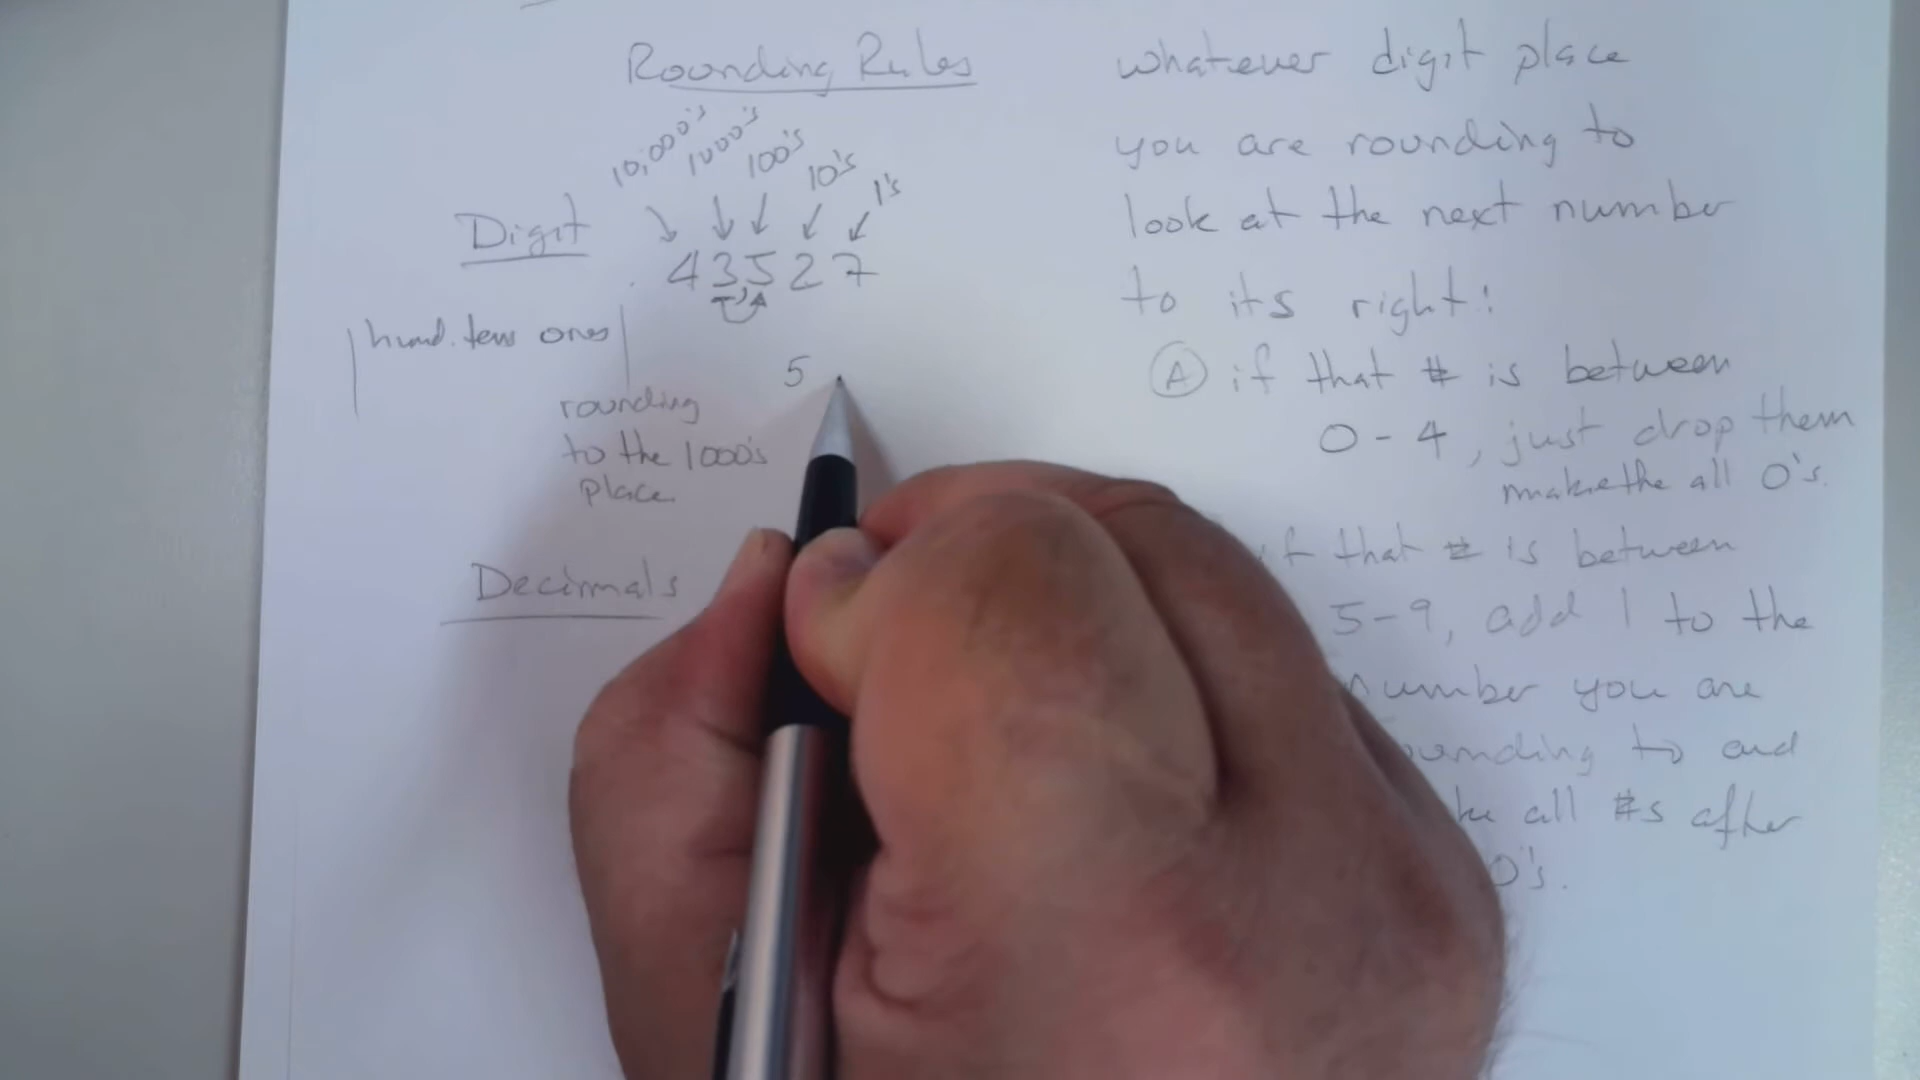 Rounding Rules
10,000's 1000's 100's 10's 1's
Digit
43527
hund. tens ones
5
rounding
to the 1000's
place
Decimals
whatever digit place
you are rounding to
look at the next number
to its right:
A if that # is between
0-4, just drop them
make the all 0's.
if that # is between
5-9, add 1 to the
number you are
rounding to and
all #s after
0's.